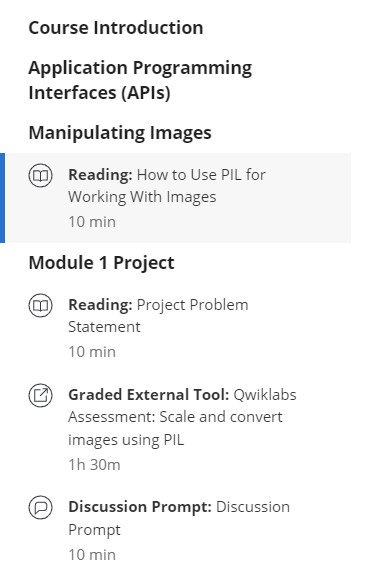 Course Introduction
Application Programming
Interfaces (APIs)
Manipulating Images
Reading: How to Use PIL for
Working With Images
10 min
Module 1 Project
Reading: Project Problem
Statement
10 min
Graded External Tool: Qwiklabs
Assessment: Scale and convert
images using PIL
1h 30m
Discussion Prompt: Discussion
Prompt
10 min